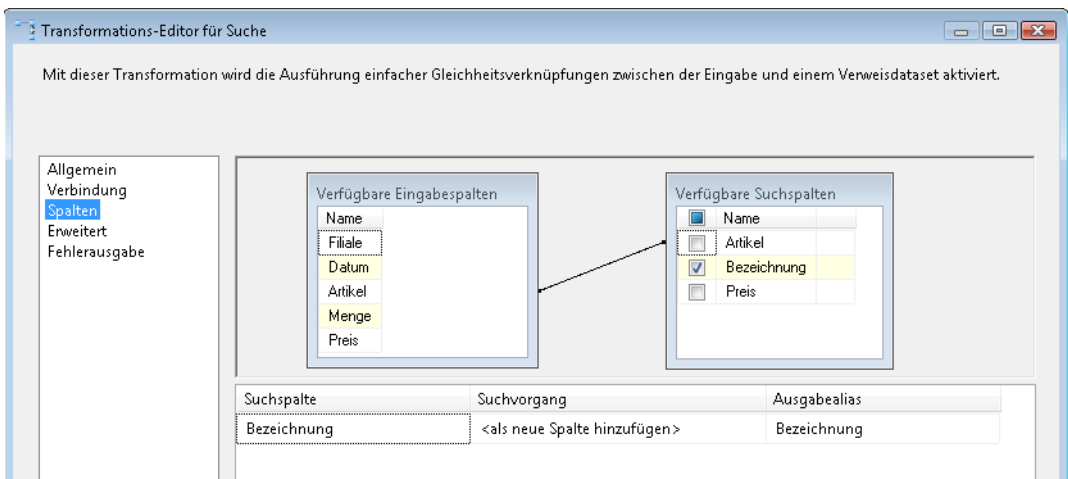 Transformations-Editor für Suche
Mit dieser Transformation wird die Ausführung einfacher Gleichheitsverknüpfungen zwischen der Eingabe und einem Verweisdataset aktiviert.
Allgemein
Verbindung
Spalten
Erweitert
Fehlerausgabe
Verfügbare Eingabespalten
Name
Filiale
Datum
Artikel
Menge
Preis
Verfügbare Suchspalten
Name
Artikel
Bezeichnung
Preis
Suchspalte Suchvorgang Ausgabealias
Bezeichnung <als neue Spalte hinzufügen> Bezeichnung